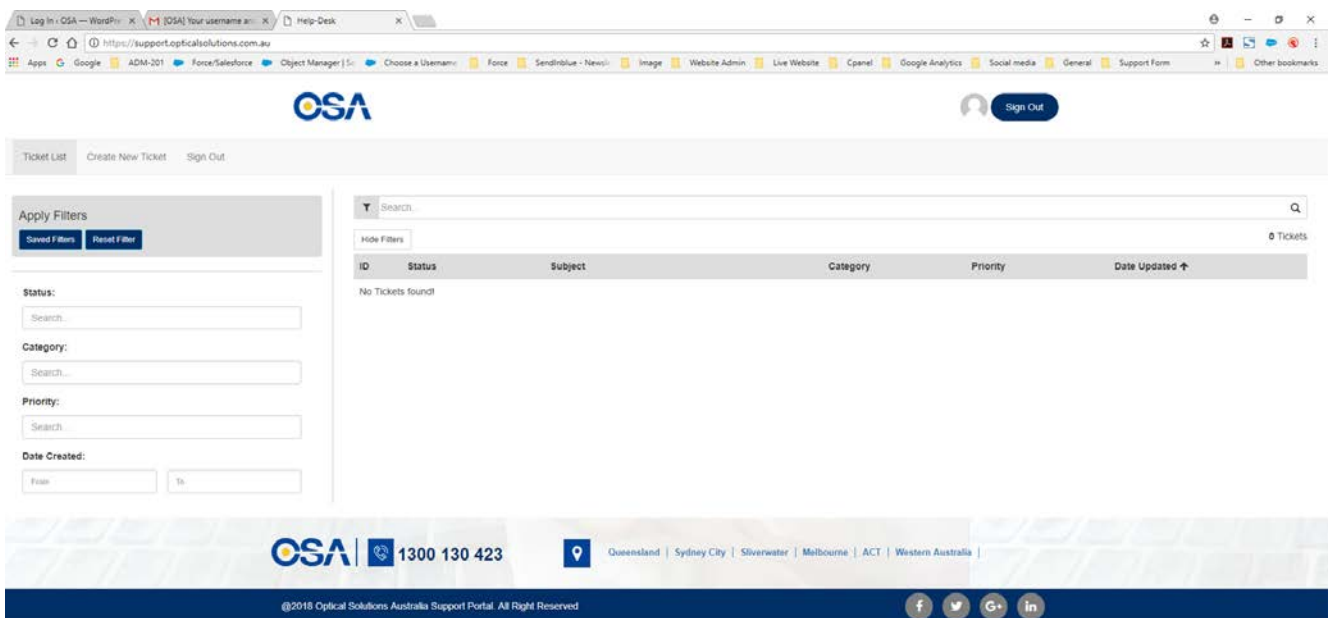 Log In ‹ OSA — WordPre
[OSA] Your username an
Help-Desk
https://support.opticalsolutions.com.au
Apps Google ADM-201 Force/Salesforce Object Manager | Sa Choose a Username Force SendInblue - Newsle Image Website Admin Live Website Cpanel Google Analytics Social media General Support Form » Other bookmarks
OSA
Sign Out
Ticket List Create New Ticket Sign Out
Apply Filters
Saved Filters Reset Filter
Status:
Search...
Category:
Search...
Priority:
Search...
Date Created:
From To
Search...
Hide Filters 0 Tickets
ID Status Subject Category Priority Date Updated
No Tickets found!
OSA 1300 130 423
Queensland | Sydney City | Sliverwater | Melbourne | ACT | Western Australia |
@2018 Optical Solutions Australia Support Portal. All Right Reserved
f G+ in